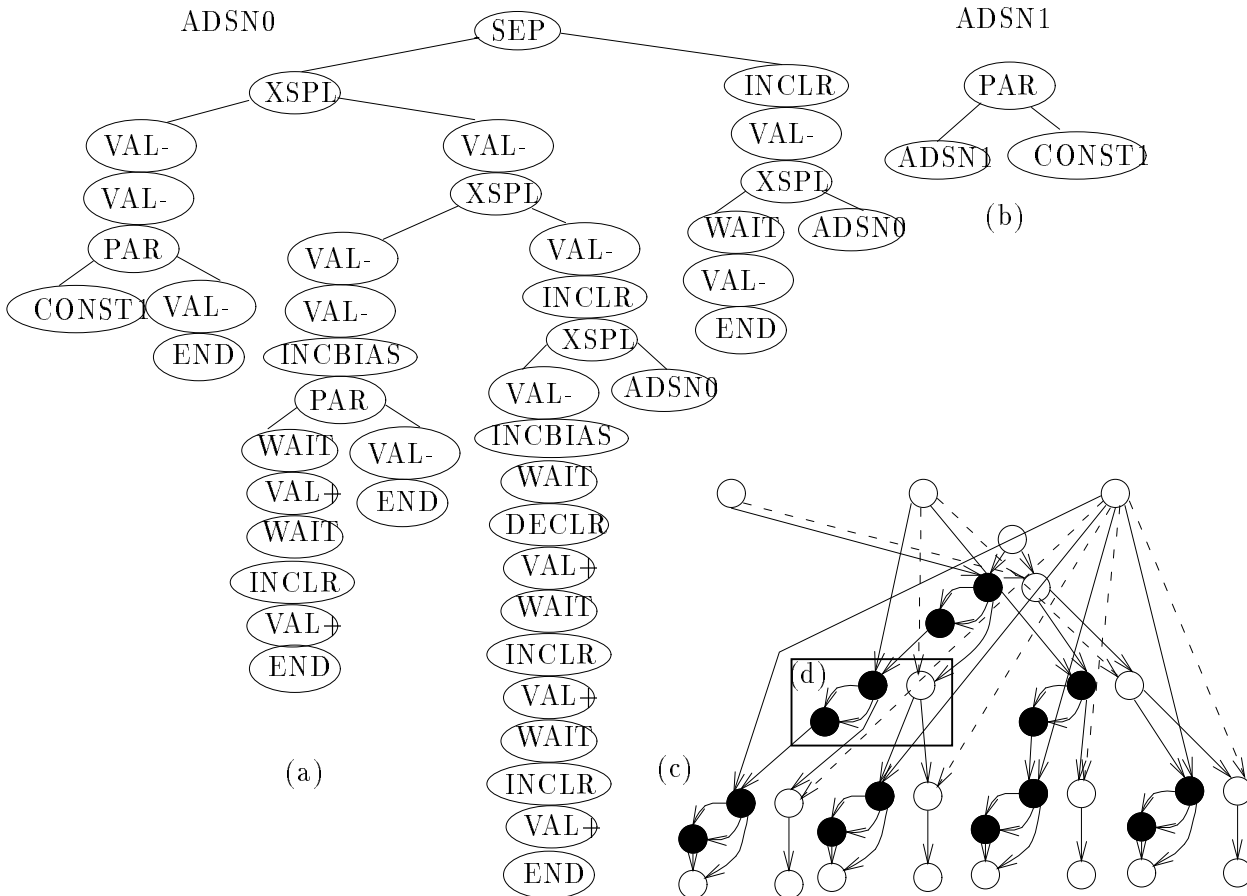 ADSN0 SEP ADSN1
XSPL INCLR PAR
VAL- VAL- VAL- ADSN1 CONST1
VAL- XSPL XSPL (b)
PAR VAL- VAL- WAIT ADSN0
CONST1 VAL- VAL- INCLR VAL-
END INCBIAS XSPL END
PAR VAL- ADSN0
WAIT VAL- INCBIAS
VAL+ END WAIT
WAIT DECLR
INCLR VAL+
VAL+ WAIT
END INCLR
(d)
VAL+
WAIT
(a) INCLR (c)
VAL+
END